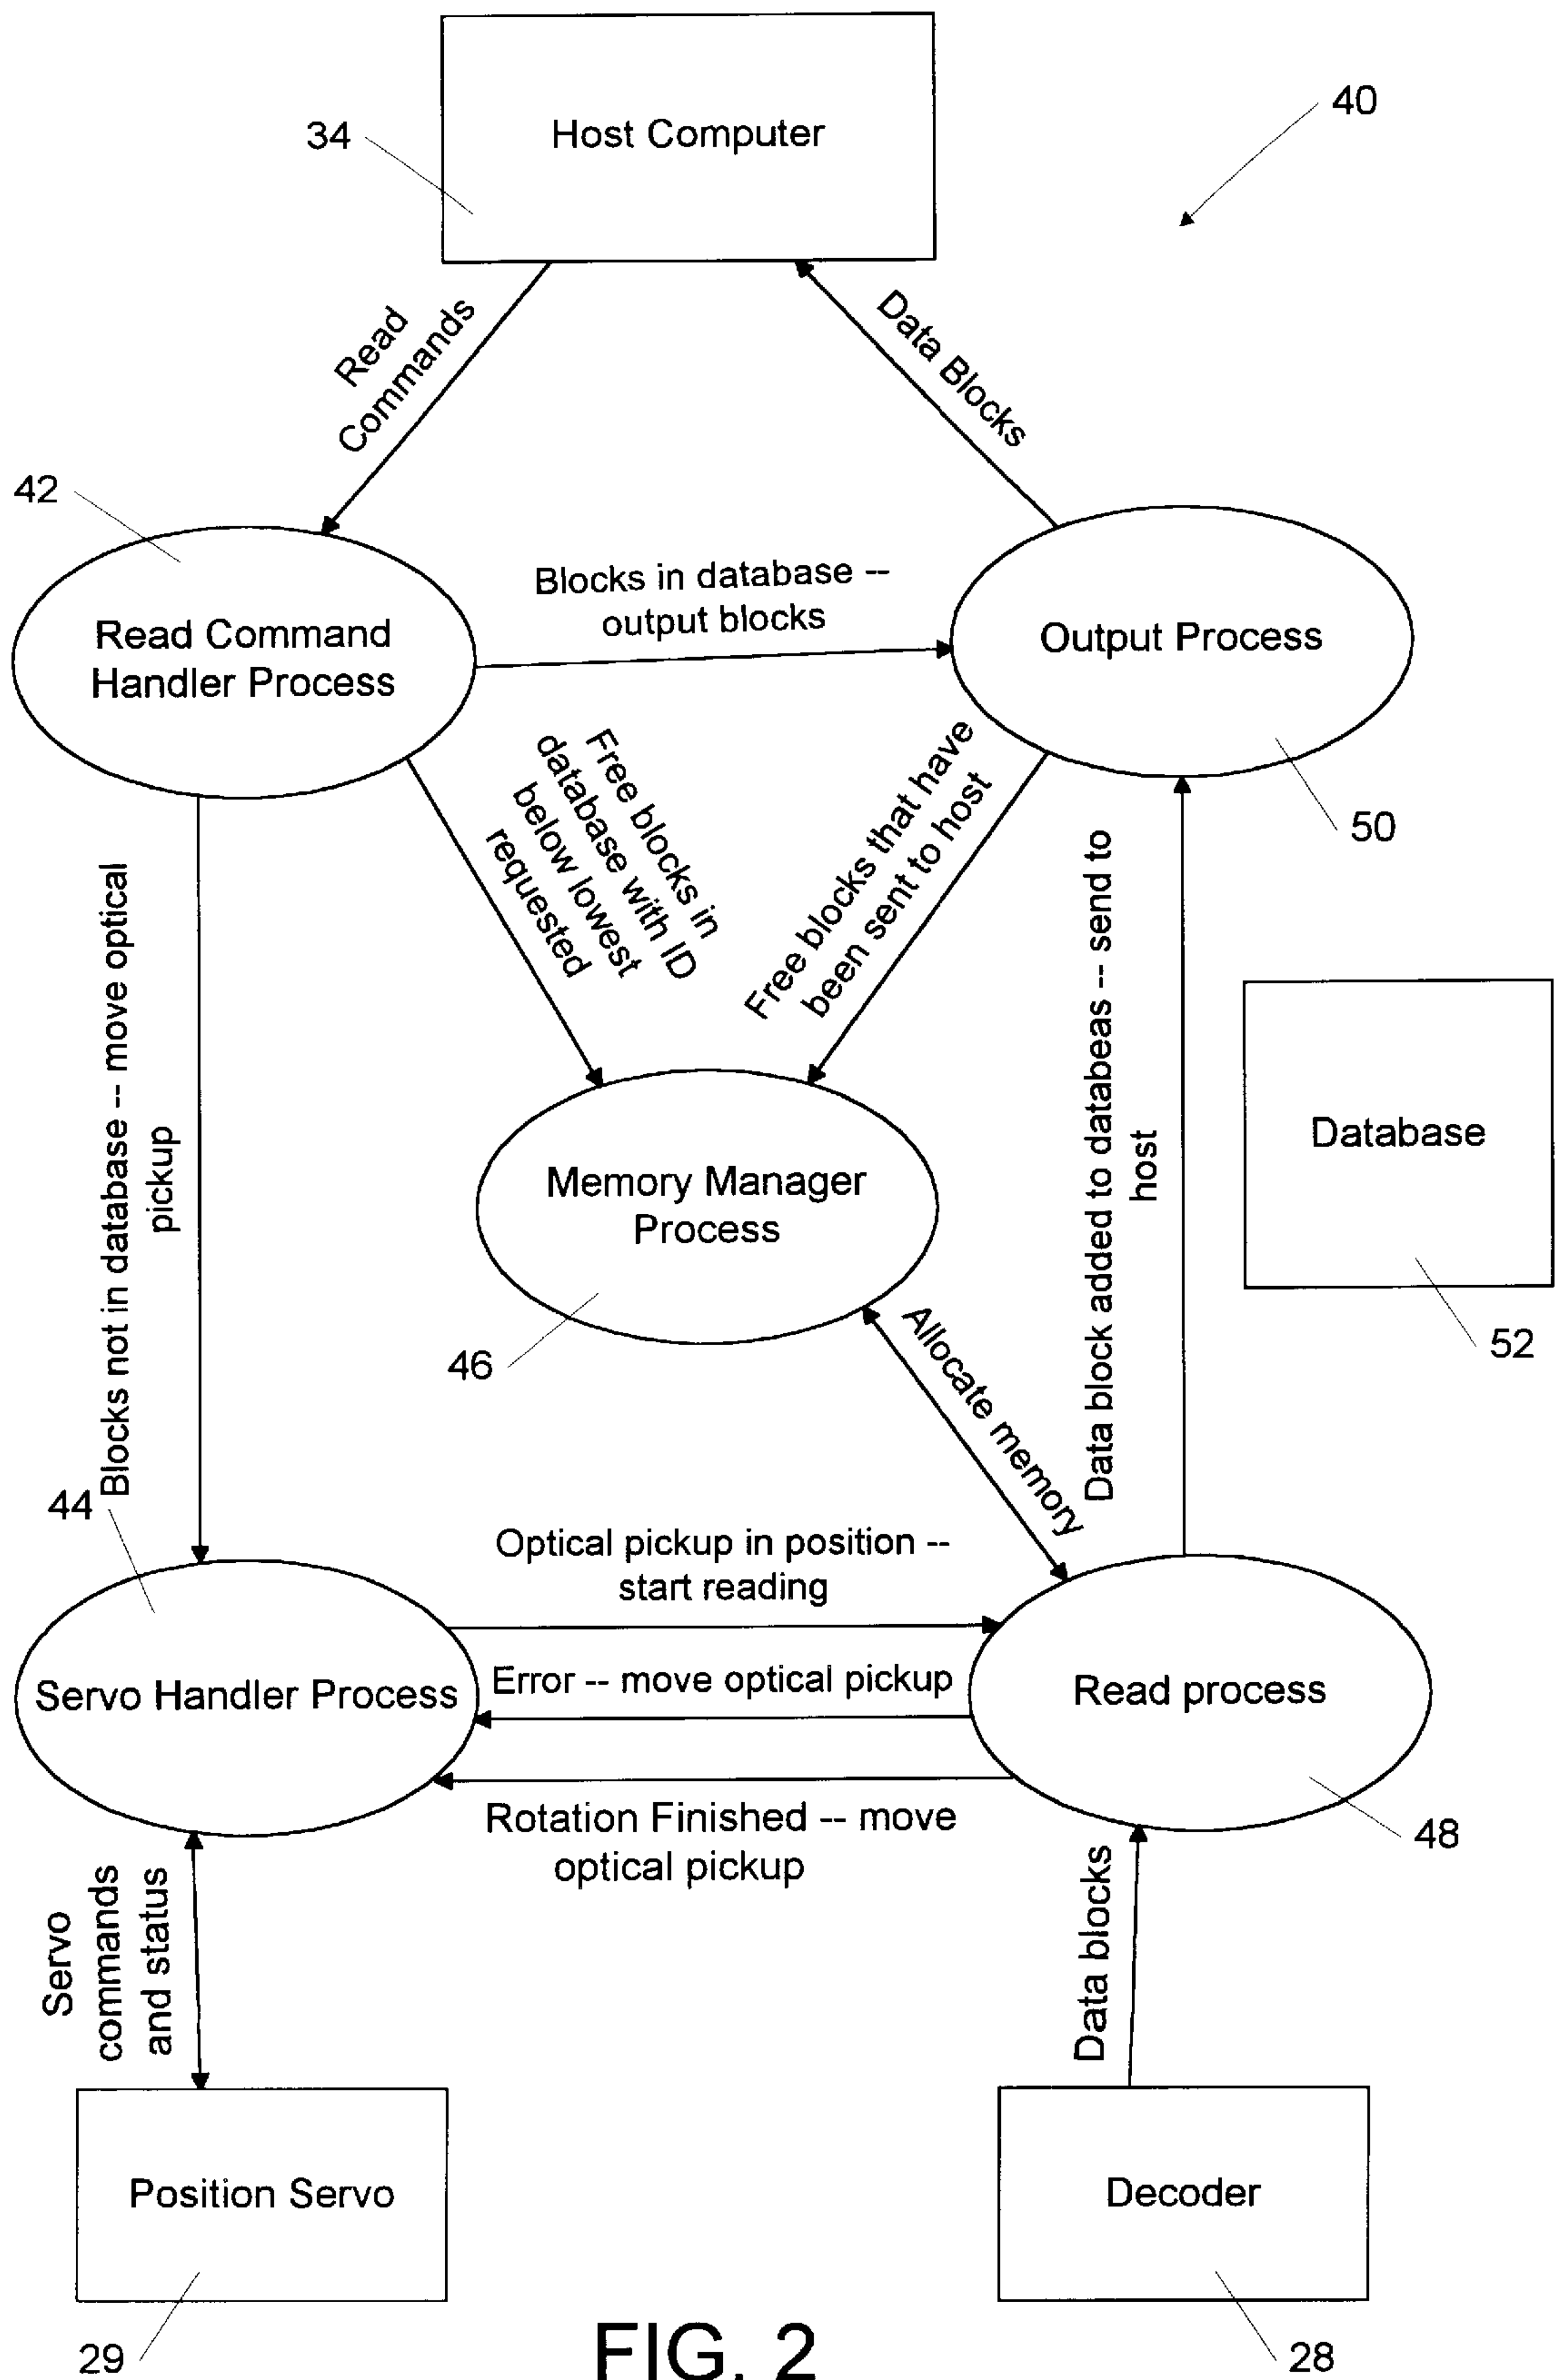 Host Computer
34
40
Read
Commands
Data Blocks
42
Read Command
Handler Process
Blocks in database --
output blocks
Output Process
50
Free blocks in
database with ID
below lowest
requested
Free blocks that have
been sent to host
Blocks not in database -- move optical
pickup
Data block added to databeas -- send to
host
Database
52
Memory Manager
Process
46
Allocate memory
44
Servo Handler Process
Optical pickup in position --
start reading
Error -- move optical pickup
Rotation Finished -- move
optical pickup
Read process
48
Servo
commands
and status
Data blocks
Position Servo
29
Decoder
28
FIG. 2